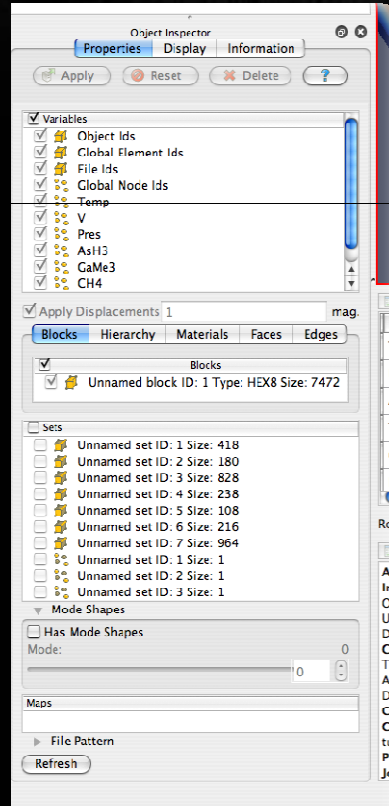 Object Inspector
Properties Display Information
Apply Reset Delete ?
Variables
Object Ids
Global Element Ids
File Ids
Global Node Ids
Temp
V
Pres
AsH3
GaMe3
CH4
Apply Displacements 1 mag.
Blocks Hierarchy Materials Faces Edges
Blocks
Unnamed block ID: 1 Type: HEX8 Size: 7472
Sets
Unnamed set ID: 1 Size: 418
Unnamed set ID: 2 Size: 180
Unnamed set ID: 3 Size: 828
Unnamed set ID: 4 Size: 238
Unnamed set ID: 5 Size: 108
Unnamed set ID: 6 Size: 216
Unnamed set ID: 7 Size: 964
Unnamed set ID: 1 Size: 1
Unnamed set ID: 2 Size: 1
Unnamed set ID: 3 Size: 1
Mode Shapes
Has Mode Shapes
Mode: 0
0
Maps
File Pattern
Refresh